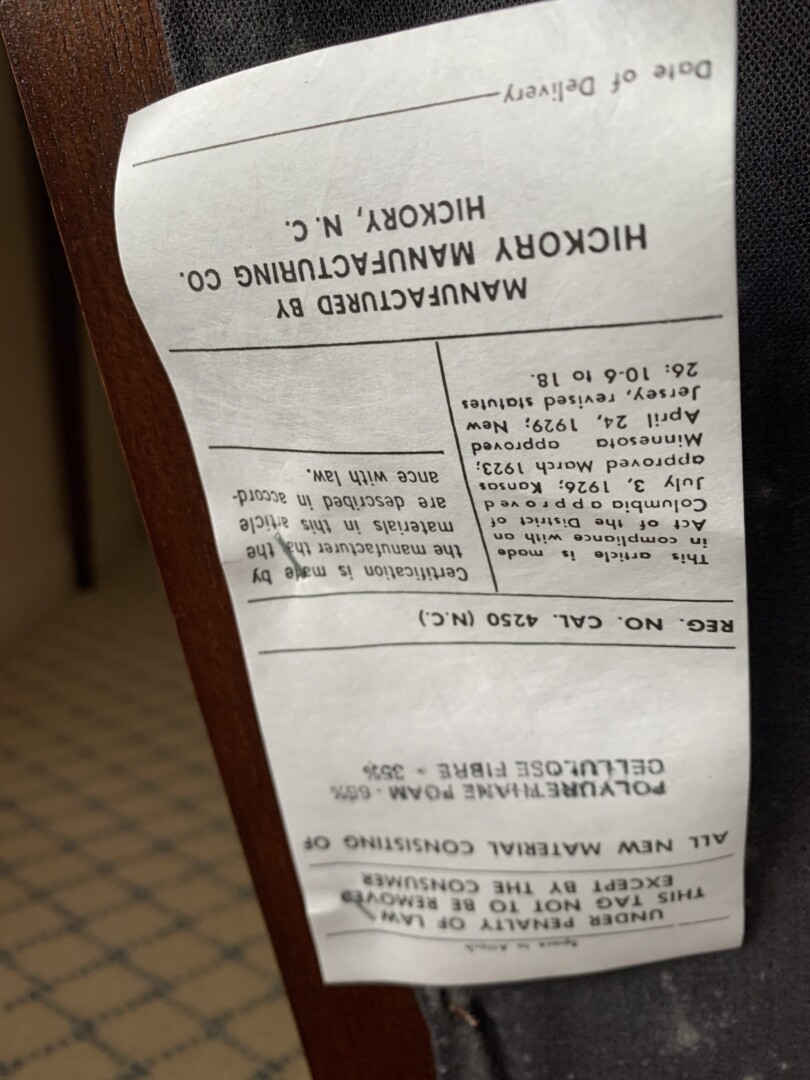 Space to Attach
UNDER PENALTY OF LAW
THIS TAG NOT TO BE REMOVED
EXCEPT BY THE CONSUMER
ALL NEW MATERIAL CONSISTING OF
POLYURETHANE FOAM - 65%
CELLULOSE FIBRE - 35%
REG. NO. CAL. 4250 (N.C.)
This article is made
in compliance with an
Act of the District of
Columbia approved
July 3, 1926; Kansas
approved March 1923;
Minnesota approved
April 24, 1929; New
Jersey, revised statutes
26: 10-6 to 18.
Certification is made by
the manufacturer that the
materials in this article
are described in accord-
ance with law.
MANUFACTURED BY
HICKORY MANUFACTURING CO.
HICKORY, N. C.
Date of Delivery